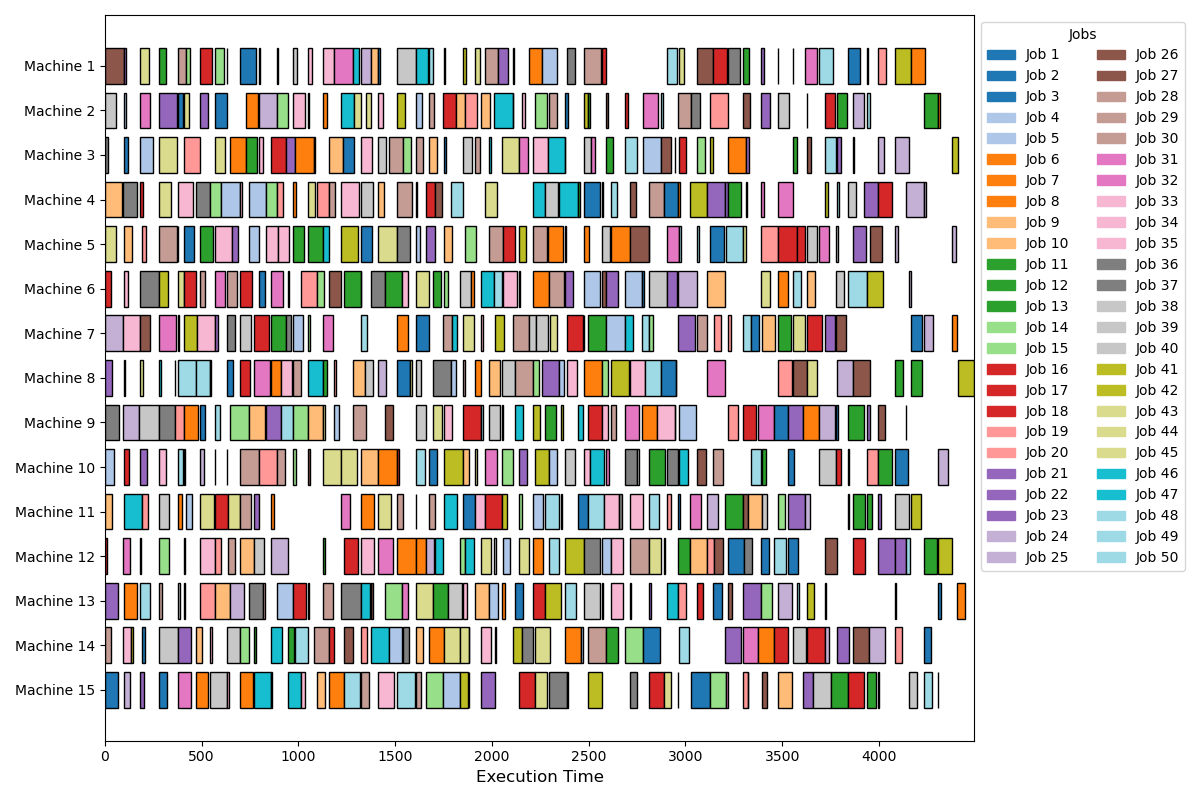 Machine 1
Machine 2
Machine 3
Machine 4
Machine 5
Machine 6
Machine 7
Machine 8
Machine 9
Machine 10
Machine 11
Machine 12
Machine 13
Machine 14
Machine 15
0 500 1000 1500 2000 2500 3000 3500 4000
Execution Time
Jobs
Job 1 Job 26
Job 2 Job 27
Job 3 Job 28
Job 4 Job 29
Job 5 Job 30
Job 6 Job 31
Job 7 Job 32
Job 8 Job 33
Job 9 Job 34
Job 10 Job 35
Job 11 Job 36
Job 12 Job 37
Job 13 Job 38
Job 14 Job 39
Job 15 Job 40
Job 16 Job 41
Job 17 Job 42
Job 18 Job 43
Job 19 Job 44
Job 20 Job 45
Job 21 Job 46
Job 22 Job 47
Job 23 Job 48
Job 24 Job 49
Job 25 Job 50